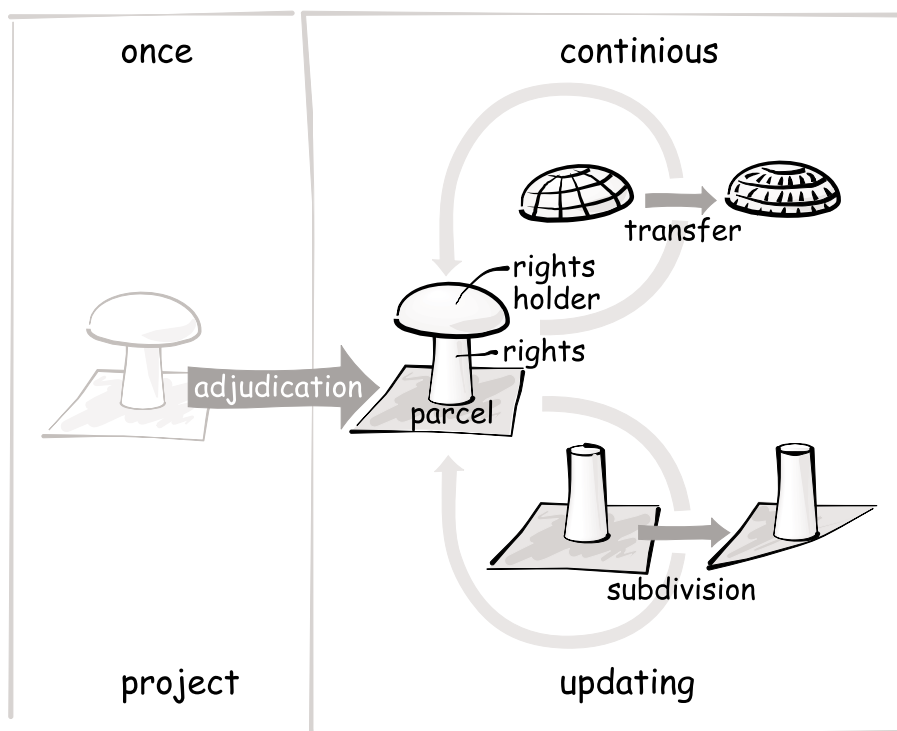 once
continious
transfer
rights
holder
rights
adjudication
parcel
subdivision
project
updating